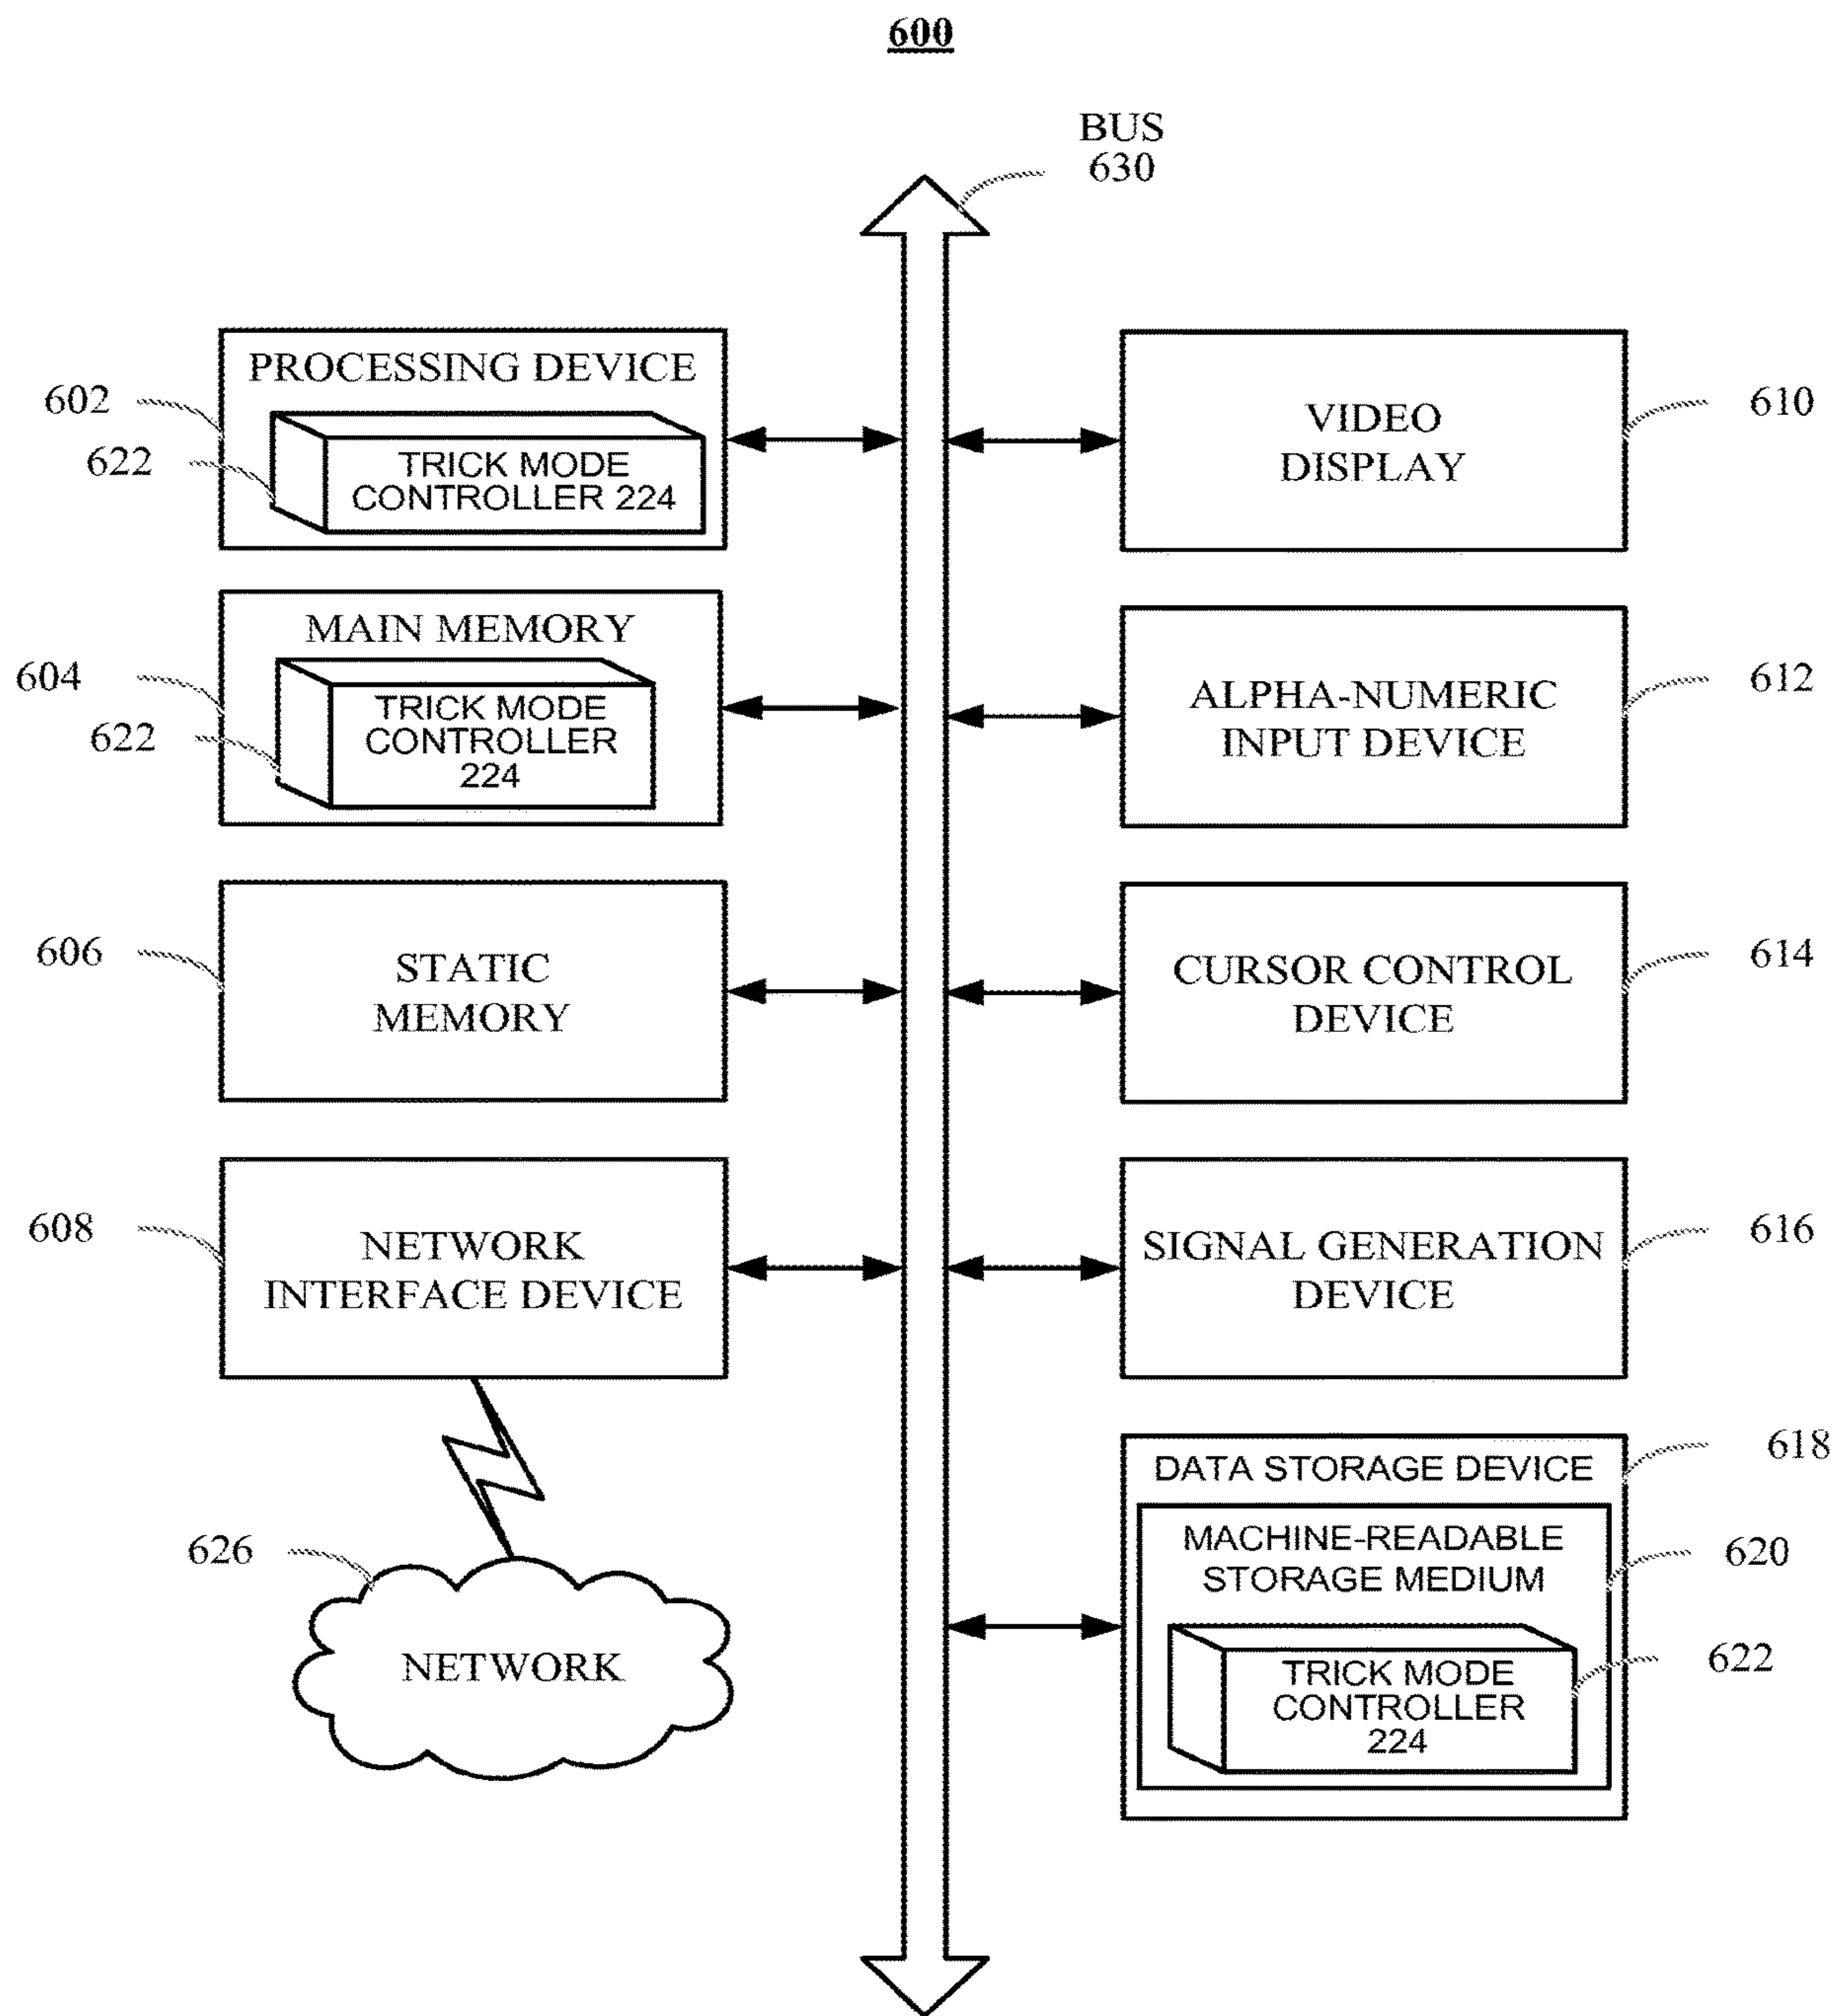 600
BUS
630
PROCESSING DEVICE
602
622
TRICK MODE
CONTROLLER 224
VIDEO
DISPLAY
610
MAIN MEMORY
604
622
TRICK MODE
CONTROLLER
224
ALPHA-NUMERIC
INPUT DEVICE
612
606
STATIC
MEMORY
CURSOR CONTROL
DEVICE
614
608
NETWORK
INTERFACE DEVICE
SIGNAL GENERATION
DEVICE
616
626
NETWORK
DATA STORAGE DEVICE
618
MACHINE-READABLE
STORAGE MEDIUM
620
TRICK MODE
CONTROLLER
224
622